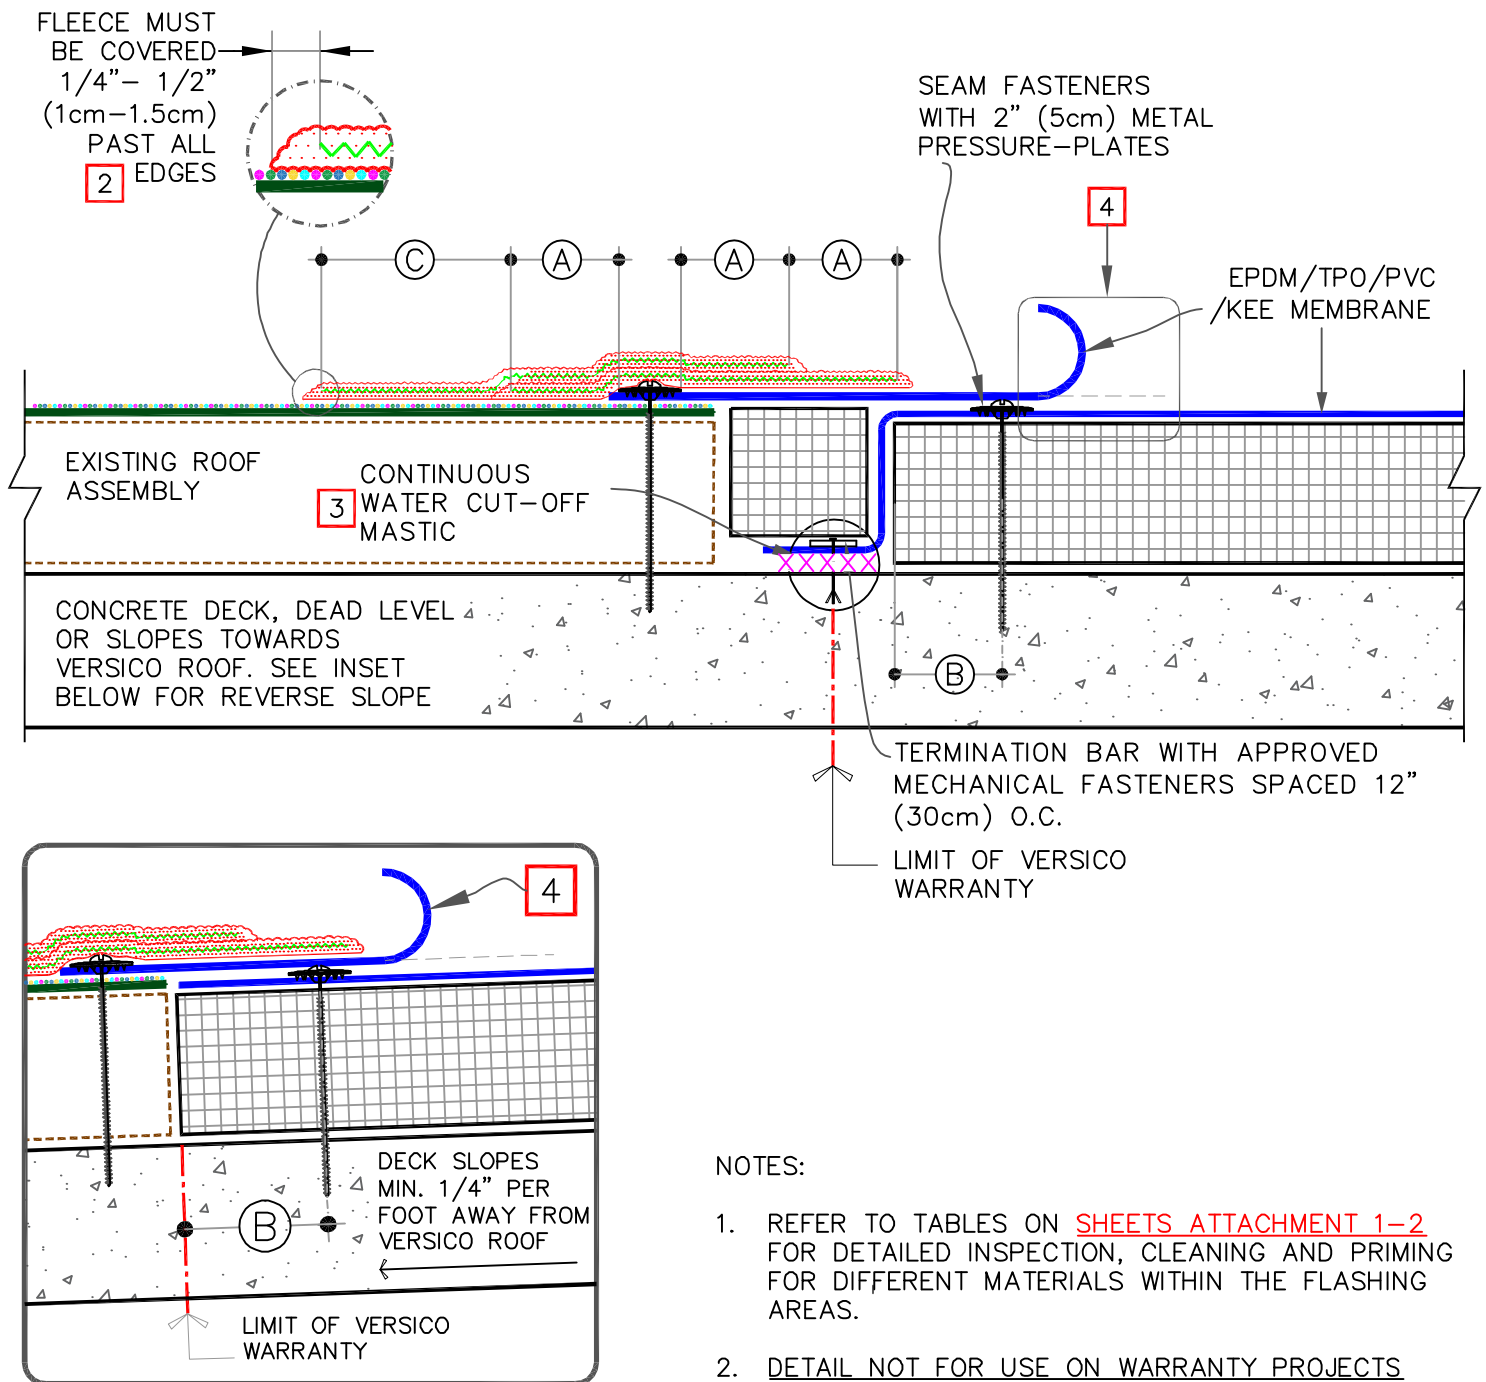 FLEECE MUST
BE COVERED
1/4"- 1/2"
(1cm-1.5cm)
PAST ALL
EDGES
2
SEAM FASTENERS
WITH 2" (5cm) METAL
PRESSURE-PLATES
4
EPDM/TPO/PVC
/KEE MEMBRANE
C
A
A
A
EXISTING ROOF
ASSEMBLY
3
CONTINUOUS
WATER CUT-OFF
MASTIC
CONCRETE DECK, DEAD LEVEL
OR SLOPES TOWARDS
VERSICO ROOF. SEE INSET
BELOW FOR REVERSE SLOPE
B
TERMINATION BAR WITH APPROVED
MECHANICAL FASTENERS SPACED 12"
(30cm) O.C.
LIMIT OF VERSICO
WARRANTY
4
DECK SLOPES
MIN. 1/4" PER
FOOT AWAY FROM
VERSICO ROOF
B
LIMIT OF VERSICO
WARRANTY
NOTES:
1. REFER TO TABLES ON SHEETS ATTACHMENT 1-2
FOR DETAILED INSPECTION, CLEANING AND PRIMING
FOR DIFFERENT MATERIALS WITHIN THE FLASHING
AREAS.
2. DETAIL NOT FOR USE ON WARRANTY PROJECTS